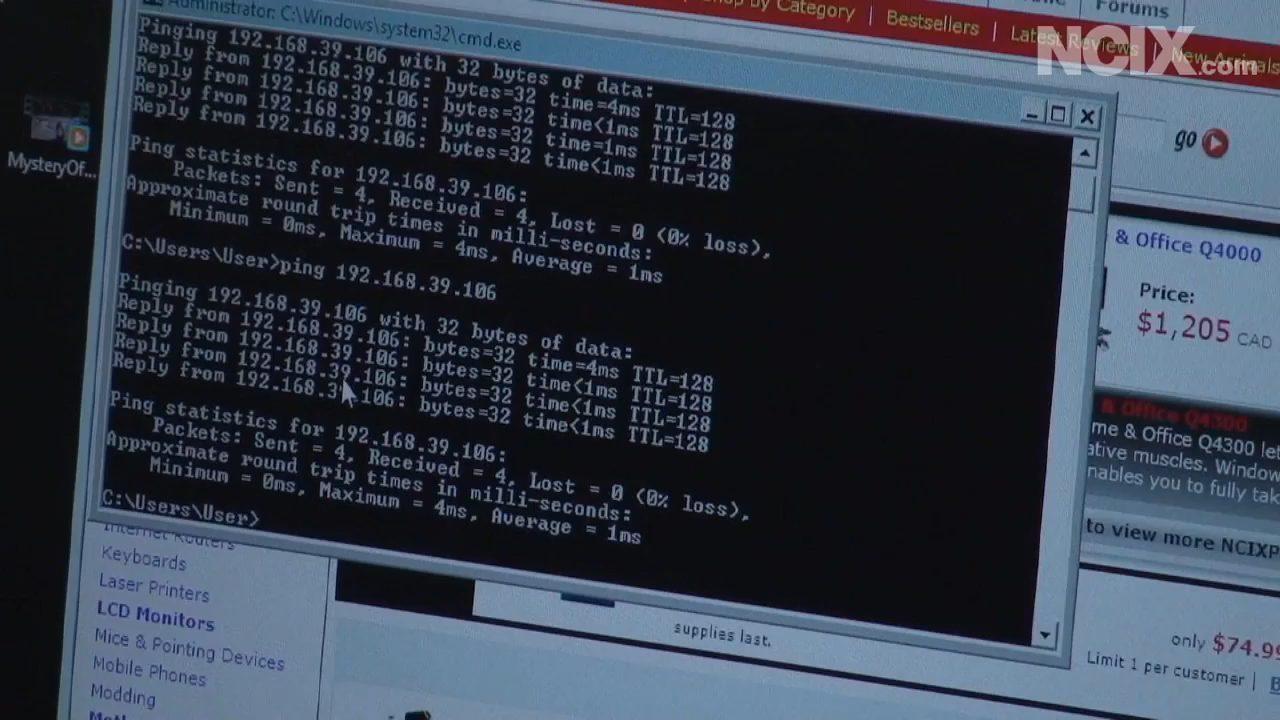 Administrator: C:\Windows\system32\cmd.exe
Pinging 192.168.39.106 with 32 bytes of data:
Reply from 192.168.39.106: bytes=32 time=4ms TTL=128
Reply from 192.168.39.106: bytes=32 time<1ms TTL=128
Reply from 192.168.39.106: bytes=32 time=1ms TTL=128
Reply from 192.168.39.106: bytes=32 time<1ms TTL=128
Ping statistics for 192.168.39.106:
Packets: Sent = 4, Received = 4, Lost = 0 (0% loss),
Approximate round trip times in milli-seconds:
Minimum = 0ms, Maximum = 4ms, Average = 1ms
C:\Users\User>ping 192.168.39.106
Pinging 192.168.39.106 with 32 bytes of data:
Reply from 192.168.39.106: bytes=32 time=4ms TTL=128
Reply from 192.168.39.106: bytes=32 time<1ms TTL=128
Reply from 192.168.39.106: bytes=32 time<1ms TTL=128
Reply from 192.168.39.106: bytes=32 time<1ms TTL=128
Ping statistics for 192.168.39.106:
Packets: Sent = 4, Received = 4, Lost = 0 (0% loss),
Approximate round trip times in milli-seconds:
Minimum = 0ms, Maximum = 4ms, Average = 1ms
C:\Users\User>
MysteryOf...
by Category | Bestsellers | Latest Reviews | New Arrivals
Forums
NCIX.com
go
& Office Q4000
Price:
$1,205 CAD
& Office Q4300
me & Office Q4300 let
ative muscles. Window
nables you to fully tak
to view more NCIXP
only $74.99
Limit 1 per customer |
supplies last.
Internet Routers
Keyboards
Laser Printers
LCD Monitors
Mice & Pointing Devices
Mobile Phones
Modding